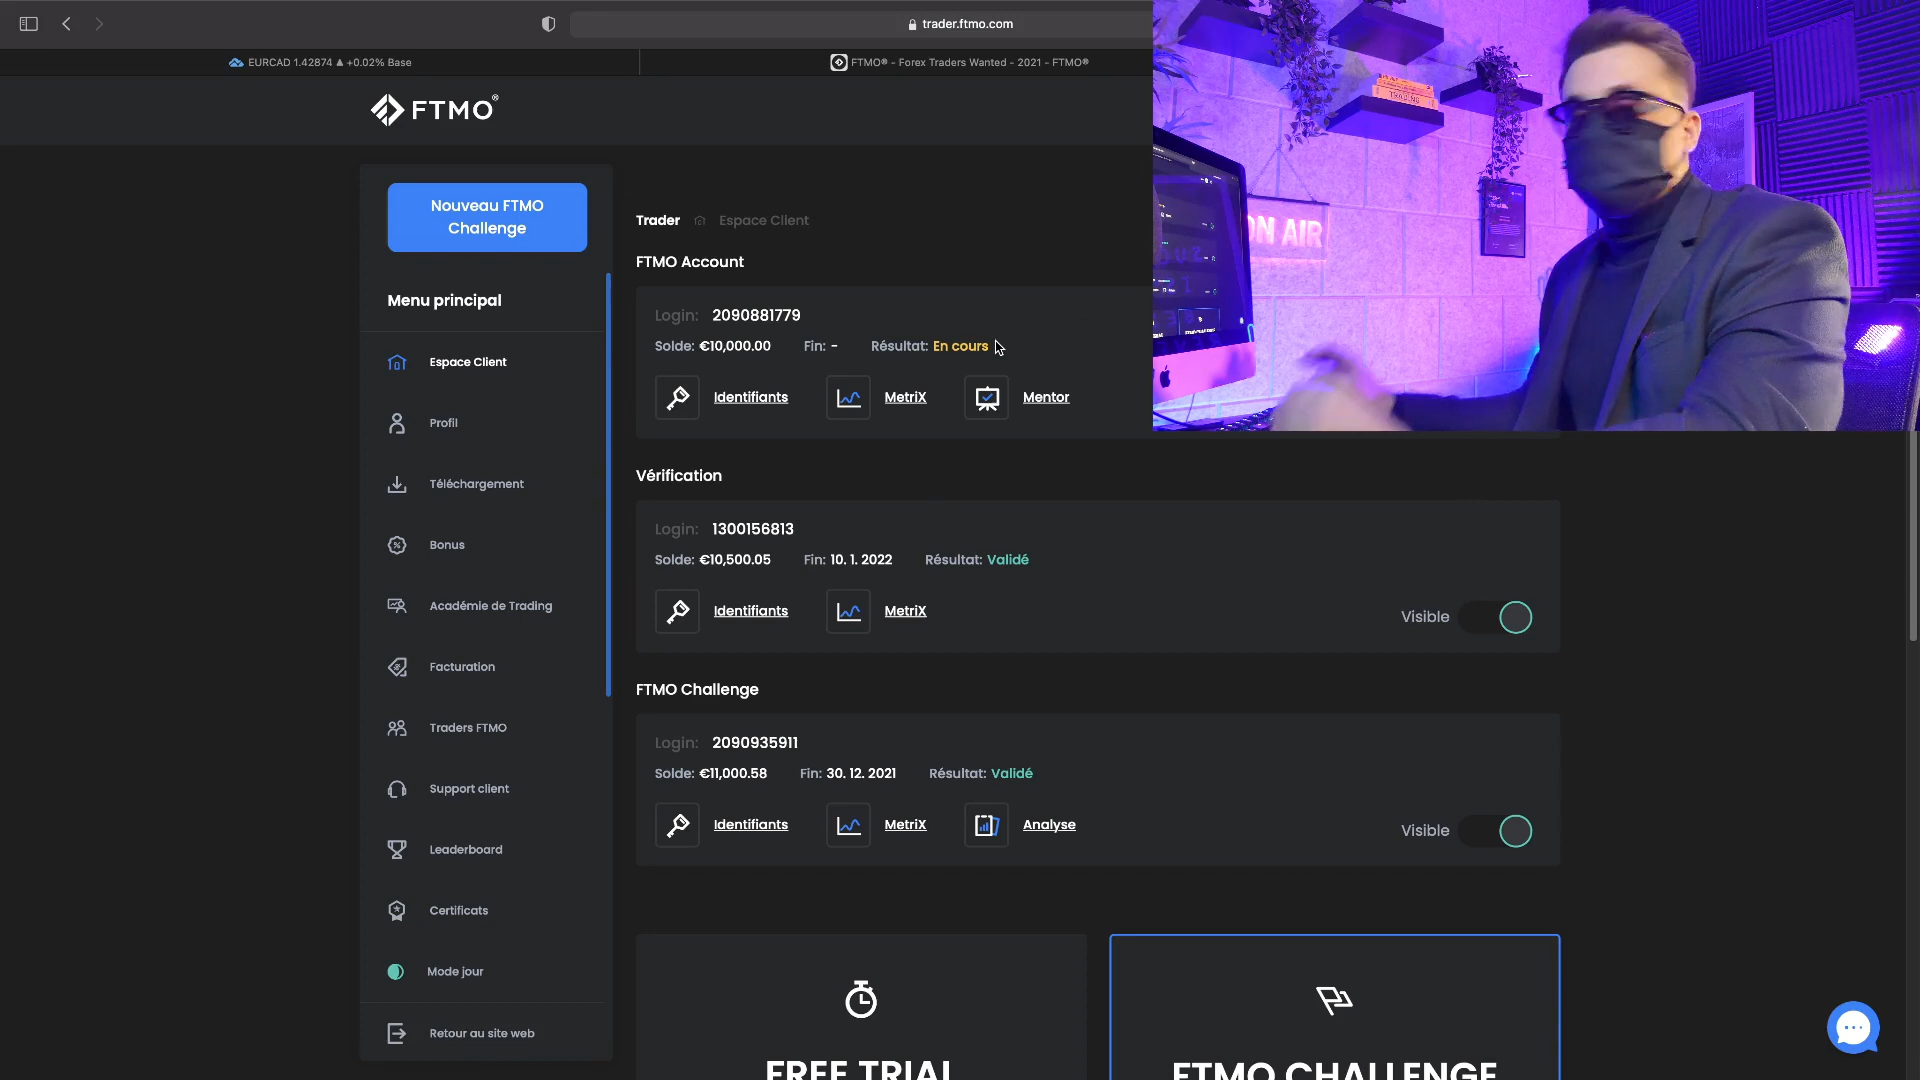 trader.ftmo.com
EURCAD 1.42874 ▲ +0.02% Base
FTMO® - Forex Traders Wanted - 2021 - FTMO®
FTMO®
Nouveau FTMO
Challenge
Menu principal
Espace Client
Profil
Téléchargement
Bonus
Académie de Trading
Facturation
Traders FTMO
Support client
Leaderboard
Certificats
Mode jour
Retour au site web
Trader Espace Client
FTMO Account
Login: 2090881779
Solde: €10,000.00 Fin: - Résultat: En cours
Identifiants MetriX Mentor
Vérification
Login: 1300156813
Solde: €10,500.05 Fin: 10. 1. 2022 Résultat: Validé
Identifiants MetriX
Visible
FTMO Challenge
Login: 2090935911
Solde: €11,000.58 Fin: 30. 12. 2021 Résultat: Validé
Identifiants MetriX Analyse
Visible
FREE TRIAL
FTMO CHALLENGE
TRADING
ON AIR